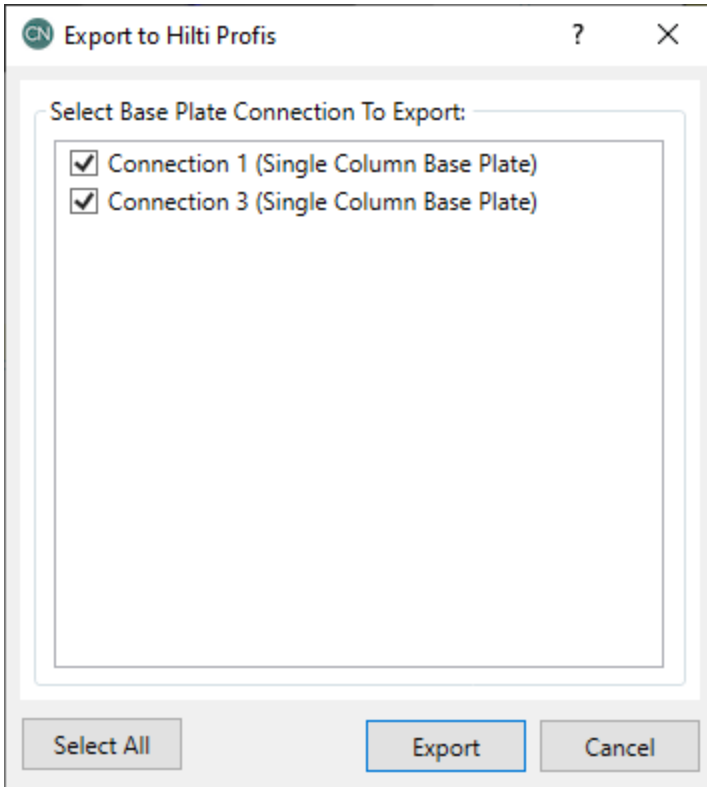 CN Export to Hilti Profis ?
Select Base Plate Connection To Export:
Connection 1 (Single Column Base Plate)
Connection 3 (Single Column Base Plate)
Select All Export Cancel